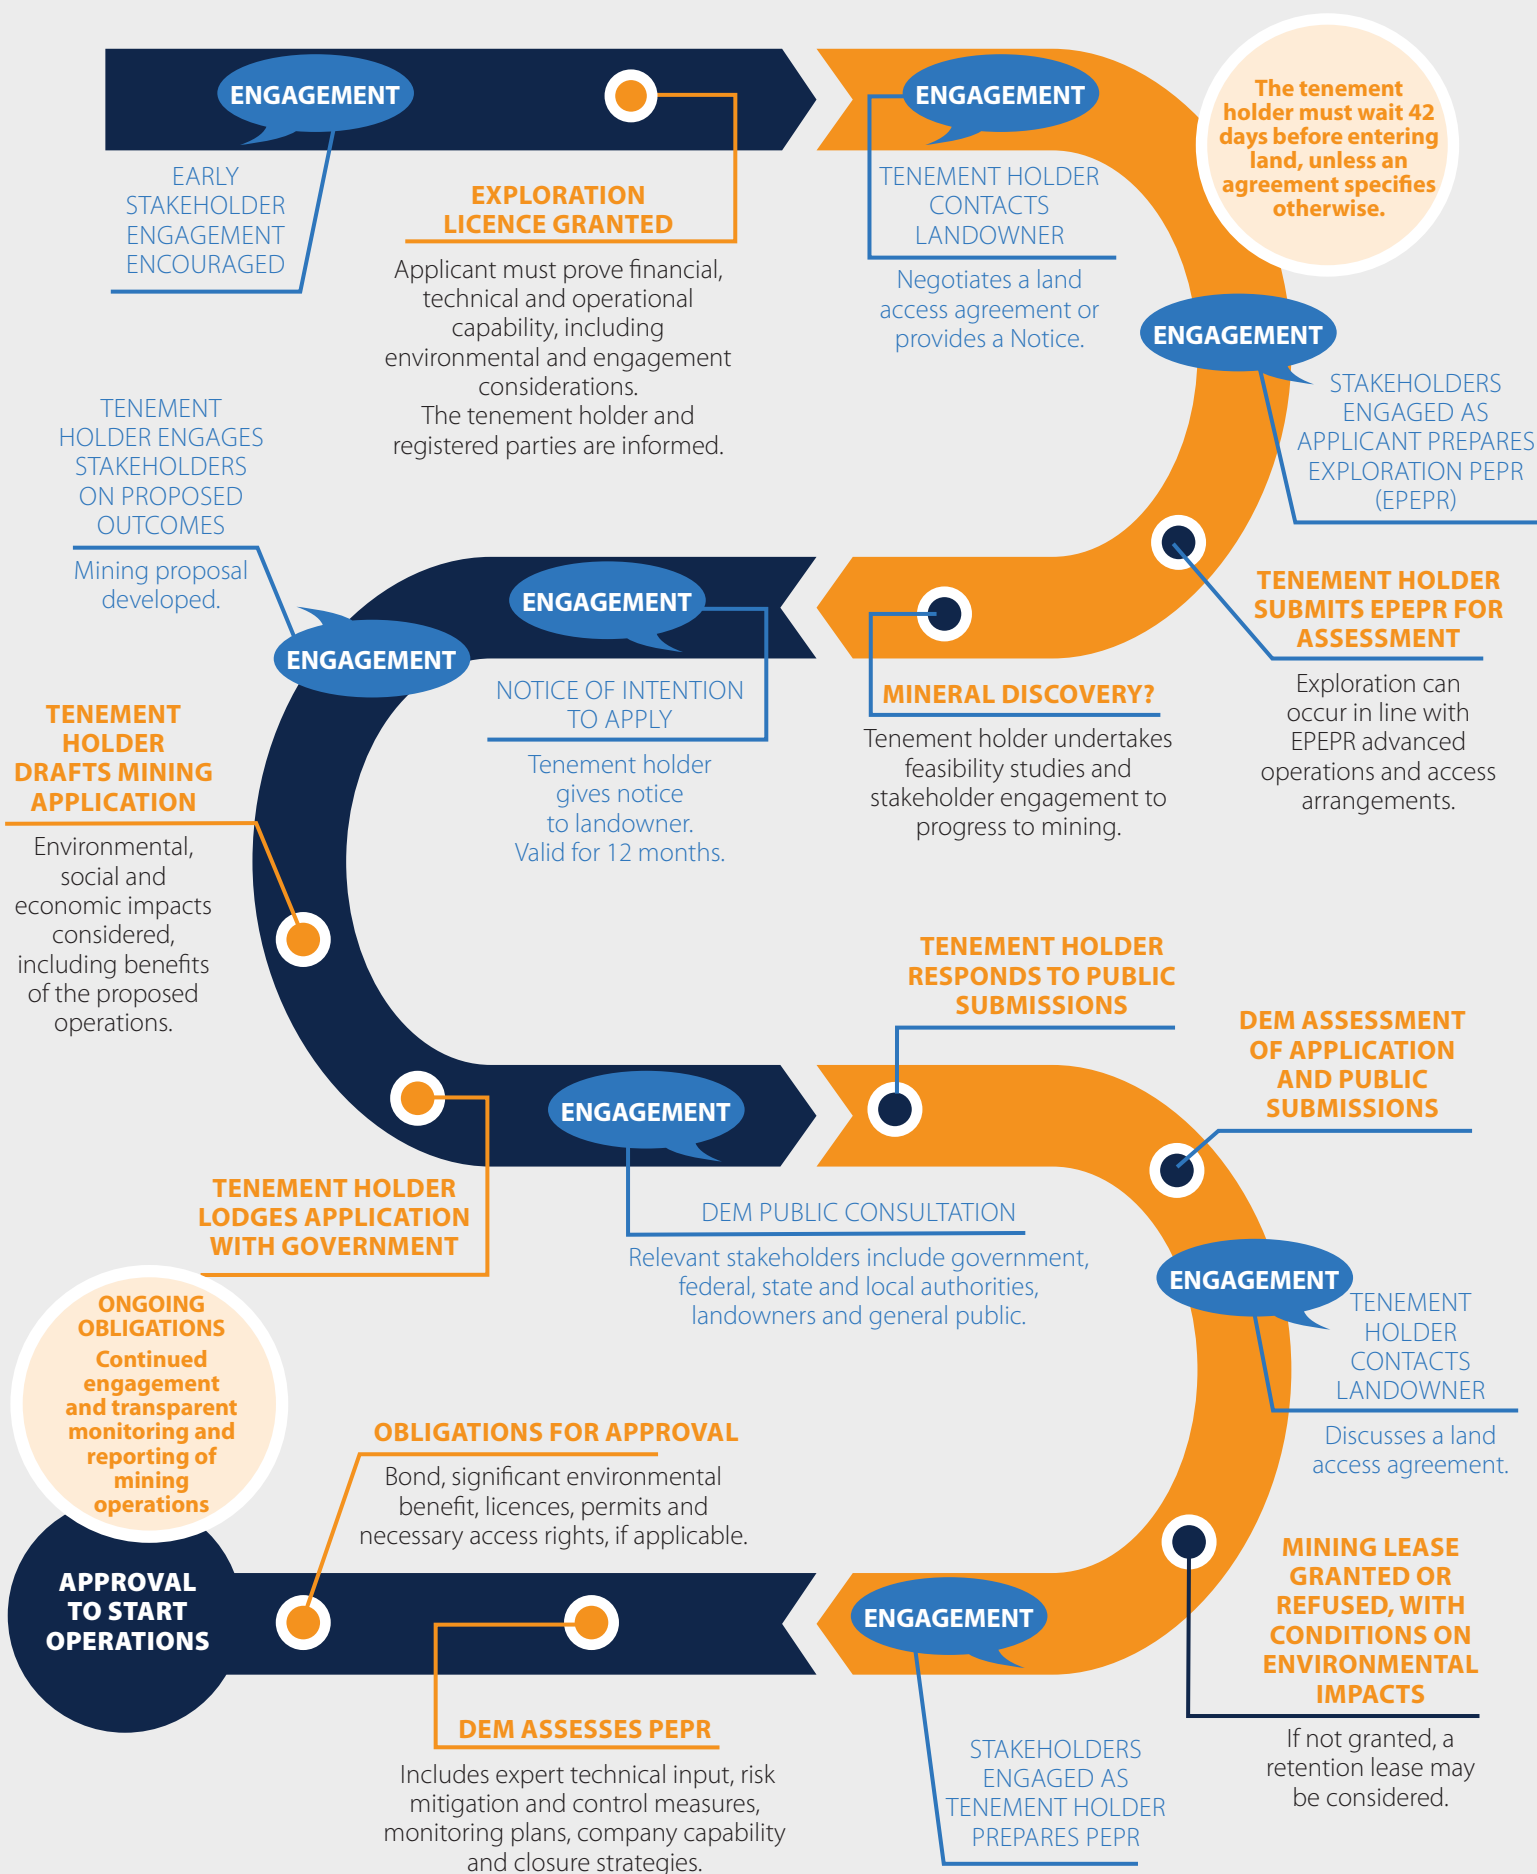 ENGAGEMENT
EARLY
STAKEHOLDER
ENGAGEMENT
ENCOURAGED
EXPLORATION
LICENCE GRANTED
Applicant must prove financial,
technical and operational
capability, including
environmental and engagement
considerations.
The tenement holder and
registered parties are informed.
ENGAGEMENT
TENEMENT HOLDER
CONTACTS
LANDOWNER
Negotiates a land
access agreement or
provides a Notice.
The tenement
holder must wait 42
days before entering
land, unless an
agreement specifies
otherwise.
ENGAGEMENT
STAKEHOLDERS
ENGAGED AS
APPLICANT PREPARES
EXPLORATION PEPR
(EPEPR)
TENEMENT HOLDER
SUBMITS EPEPR FOR
ASSESSMENT
Exploration can
occur in line with
EPEPR advanced
operations and access
arrangements.
MINERAL DISCOVERY?
Tenement holder undertakes
feasibility studies and
stakeholder engagement to
progress to mining.
ENGAGEMENT
NOTICE OF INTENTION
TO APPLY
Tenement holder
gives notice
to landowner.
Valid for 12 months.
TENEMENT
HOLDER ENGAGES
STAKEHOLDERS
ON PROPOSED
OUTCOMES
Mining proposal
developed.
ENGAGEMENT
TENEMENT
HOLDER
DRAFTS MINING
APPLICATION
Environmental,
social and
economic impacts
considered,
including benefits
of the proposed
operations.
TENEMENT HOLDER
LODGES APPLICATION
WITH GOVERNMENT
ENGAGEMENT
DEM PUBLIC CONSULTATION
Relevant stakeholders include government,
federal, state and local authorities,
landowners and general public.
TENEMENT HOLDER
RESPONDS TO PUBLIC
SUBMISSIONS
DEM ASSESSMENT
OF APPLICATION
AND PUBLIC
SUBMISSIONS
ENGAGEMENT
TENEMENT
HOLDER
CONTACTS
LANDOWNER
Discusses a land
access agreement.
MINING LEASE
GRANTED OR
REFUSED, WITH
CONDITIONS ON
ENVIRONMENTAL
IMPACTS
If not granted, a
retention lease may
be considered.
ENGAGEMENT
STAKEHOLDERS
ENGAGED AS
TENEMENT HOLDER
PREPARES PEPR
DEM ASSESSES PEPR
Includes expert technical input, risk
mitigation and control measures,
monitoring plans, company capability
and closure strategies.
OBLIGATIONS FOR APPROVAL
Bond, significant environmental
benefit, licences, permits and
necessary access rights, if applicable.
APPROVAL
TO START
OPERATIONS
ONGOING
OBLIGATIONS
Continued
engagement
and transparent
monitoring and
reporting of
mining
operations